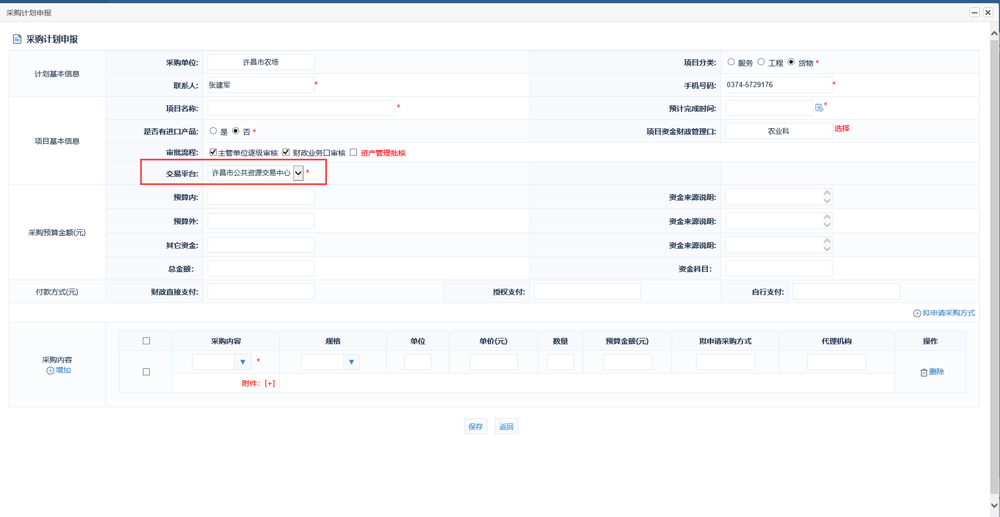 采购计划申报
采购计划申报
计划基本信息
采购单位: 许昌市农场 项目分类: 服务 工程 货物 *
联系人: 张建军 * 手机号码: 0374-5729176 *
项目基本信息
项目名称: * 预计完成时间: *
是否有进口产品: 是 否 * 项目资金财政管理口: 农业科 选择
审批流程: 主管单位逐级审核 财政业务口审核 资产管理批核
交易平台: 许昌市公共资源交易中心 *
采购预算金额(元)
预算内: 资金来源说明:
预算外: 资金来源说明:
其它资金: 资金来源说明:
总金额: 资金科目:
付款方式(元) 财政直接支付: 授权支付: 自行支付:
拟申请采购方式
采购内容
增加
采购内容 规格 单位 单价(元) 数量 预算金额(元) 拟申请采购方式 代理机构 操作
*
附件: [+]
删除
保存 返回